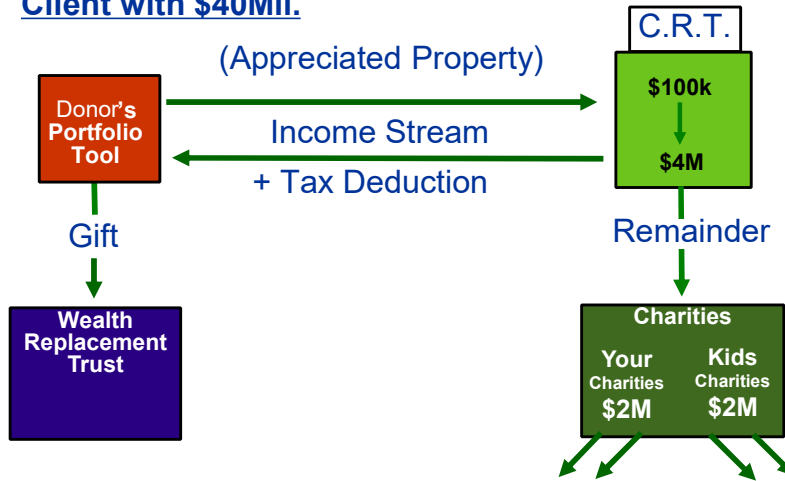 Client with $40Mil.
C.R.T.
(Appreciated Property)
$100k
$4M
Donor's
Portfolio
Tool
Income Stream
+ Tax Deduction
Gift
Remainder
Wealth
Replacement
Trust
Charities
Your
Charities
$2M
Kids
Charities
$2M